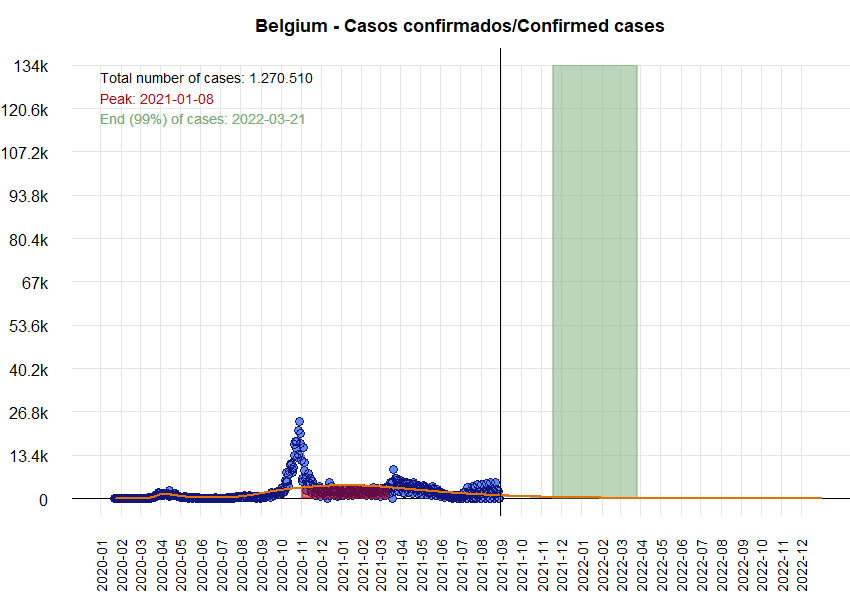 Belgium - Casos confirmados/Confirmed cases
134k
120.6k
107.2k
93.8k
80.4k
67k
53.6k
40.2k
26.8k
13.4k
0
Total number of cases: 1.270.510
Peak: 2021-01-08
End (99%) of cases: 2022-03-21
2020-01
2020-02
2020-03
2020-04
2020-05
2020-06
2020-07
2020-08
2020-09
2020-10
2020-11
2020-12
2021-01
2021-02
2021-03
2021-04
2021-05
2021-06
2021-07
2021-08
2021-09
2021-10
2021-11
2021-12
2022-01
2022-02
2022-03
2022-04
2022-05
2022-06
2022-07
2022-08
2022-09
2022-10
2022-11
2022-12